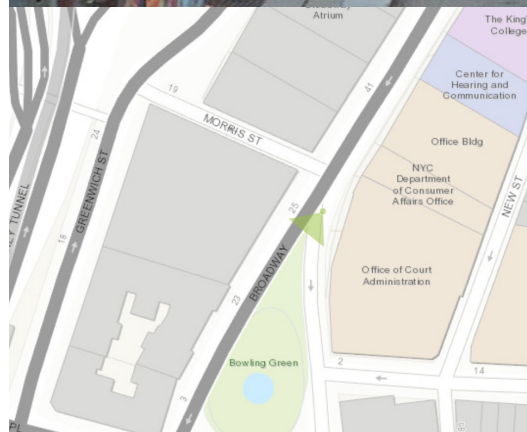 Atrium
The King'
College
Center for
Hearing and
Communication
41
19
MORRIS ST
Office Bldg
24
NYC
Department
of Consumer
Affairs Office
GREENWICH ST
NEW ST
25
EY TUNNEL
18
BROADWAY
Office of Court
Administration
23
2
Bowling Green
14
3
PL